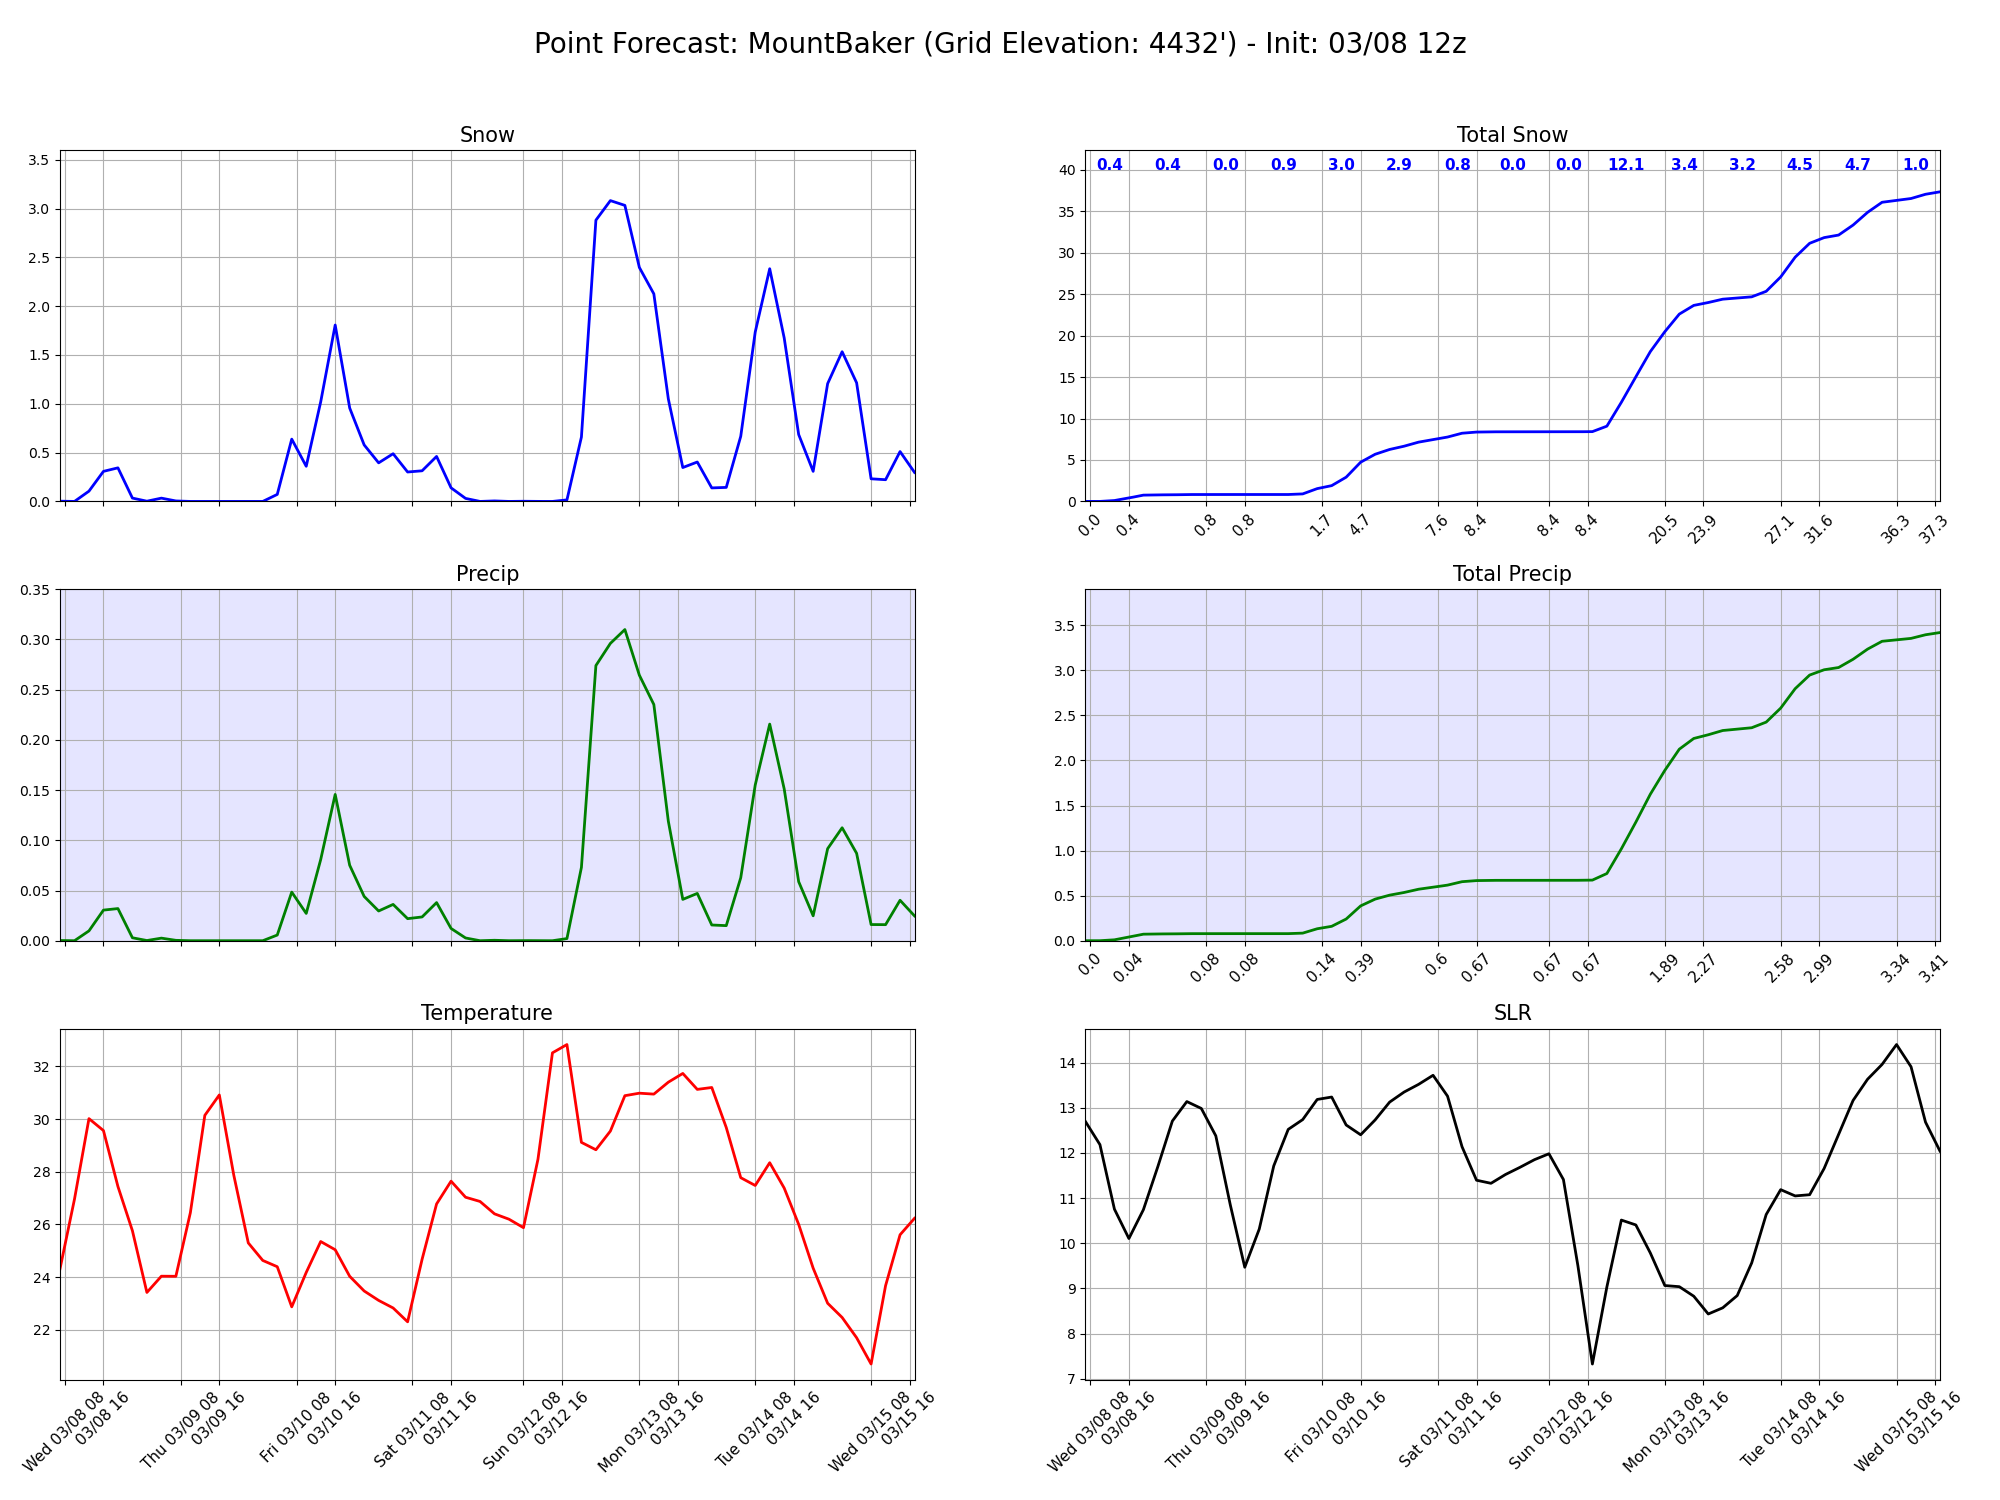 Point Forecast: MountBaker (Grid Elevation: 4432') - Init: 03/08 12z
Snow
3.5
3.0
2.5
2.0
1.5
1.0
0.5
0.0
Total Snow
0.4 0.4 0.0 0.9 3.0 2.9 0.8 0.0 0.0 12.1 3.4 3.2 4.5 4.7 1.0
40
35
30
25
20
15
10
5
0
0.0 0.4 0.8 0.8 1.7 4.7 7.6 8.4 8.4 8.4 20.5 23.9 27.1 31.6 36.3 37.3
Precip
0.35
0.30
0.25
0.20
0.15
0.10
0.05
0.00
Total Precip
3.5
3.0
2.5
2.0
1.5
1.0
0.5
0.0
0.0 0.04 0.08 0.08 0.14 0.39 0.6 0.67 0.67 0.67 1.89 2.27 2.58 2.99 3.34 3.41
Temperature
32
30
28
26
24
22
Wed 03/08 08
03/08 16
Thu 03/09 08
03/09 16
Fri 03/10 08
03/10 16
Sat 03/11 08
03/11 16
Sun 03/12 08
03/12 16
Mon 03/13 08
03/13 16
Tue 03/14 08
03/14 16
Wed 03/15 08
03/15 16
SLR
14
13
12
11
10
9
8
7
Wed 03/08 08
03/08 16
Thu 03/09 08
03/09 16
Fri 03/10 08
03/10 16
Sat 03/11 08
03/11 16
Sun 03/12 08
03/12 16
Mon 03/13 08
03/13 16
Tue 03/14 08
03/14 16
Wed 03/15 08
03/15 16